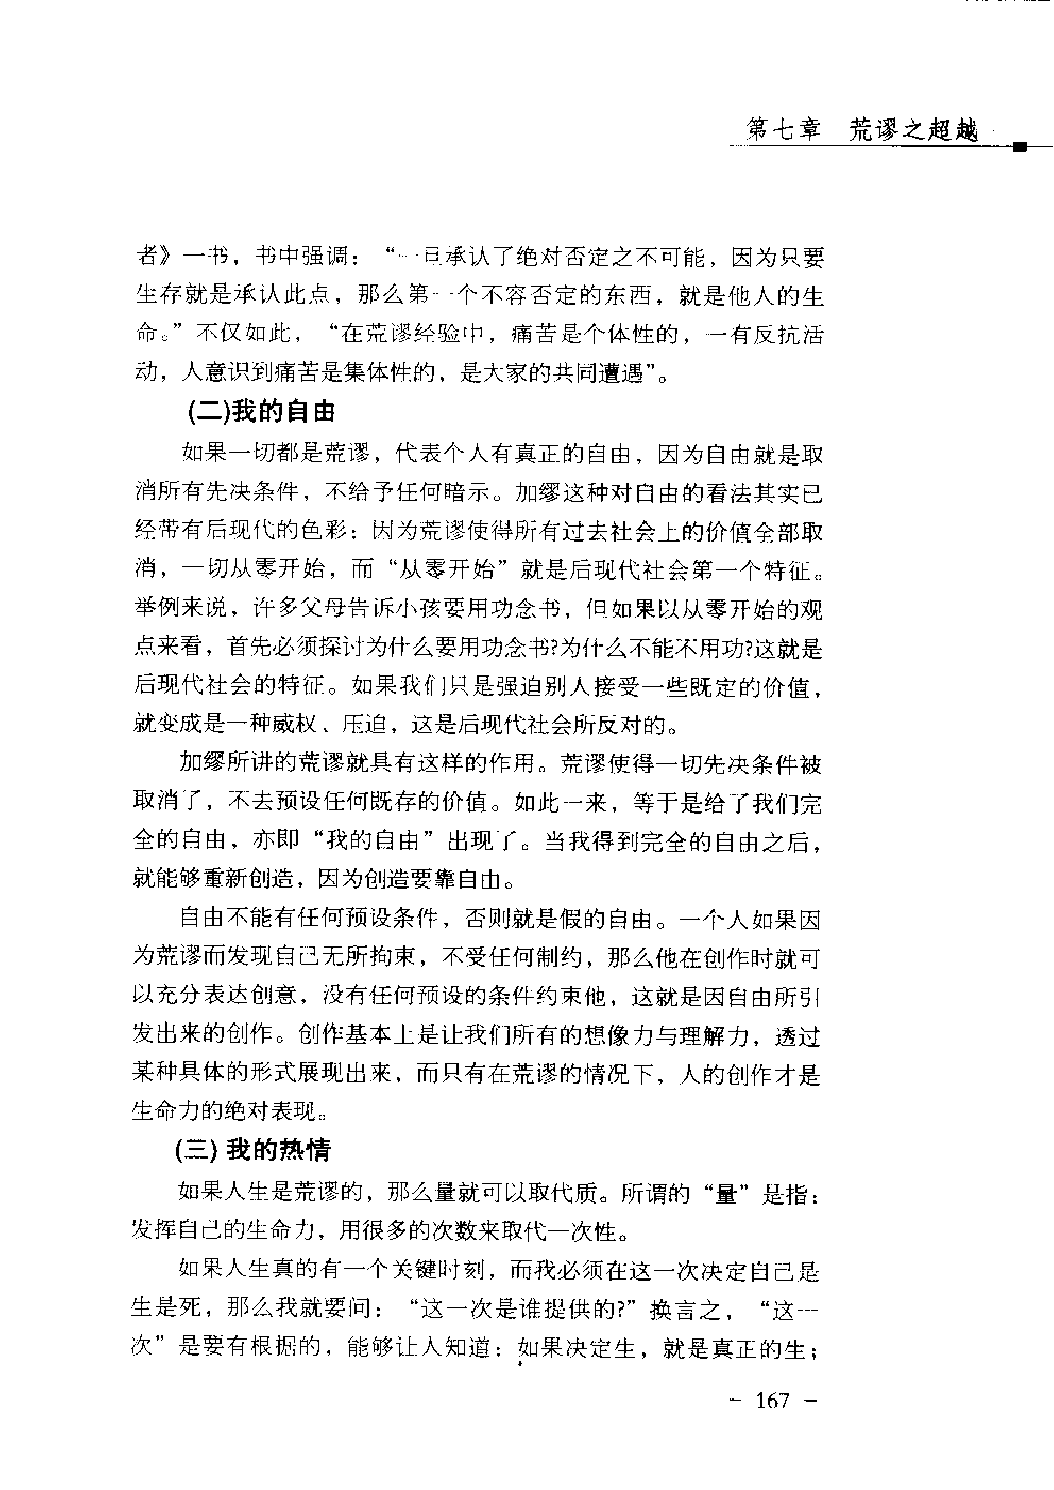 第七章 荒谬之超越
者》一书，书中强调：“一旦承认了绝对否定之不可能，因为只要
生存就是承认此点，那么第一个不容否定的东西，就是他人的生
命。”不仅如此，“在荒谬经验中，痛苦是个体性的，一有反抗活
动，人意识到痛苦是集体性的，是大家的共同遭遇”。
(二)我的自由
如果一切都是荒谬，代表个人有真正的自由，因为自由就是取
消所有先决条件，不给予任何暗示。加缪这种对自由的看法其实已
经带有后现代的色彩：因为荒谬使得所有过去社会上的价值全部取
消，一切从零开始，而“从零开始”就是后现代社会第一个特征。
举例来说，许多父母告诉小孩要用功念书，但如果以从零开始的观
点来看，首先必须探讨为什么要用功念书?为什么不能不用功?这就是
后现代社会的特征。如果我们只是强迫别人接受一些既定的价值，
就变成是一种威权、压迫，这是后现代社会所反对的。
加缪所讲的荒谬就具有这样的作用。荒谬使得一切先决条件被
取消了，不去预设任何既存的价值。如此一来，等于是给了我们完
全的自由，亦即“我的自由”出现了。当我得到完全的自由之后，
就能够重新创造，因为创造要靠自由。
自由不能有任何预设条件，否则就是假的自由。一个人如果因
为荒谬而发现自己无所拘束，不受任何制约，那么他在创作时就可
以充分表达创意，没有任何预设的条件约束他，这就是因自由所引
发出来的创作。创作基本上是让我们所有的想像力与理解力，透过
某种具体的形式展现出来，而只有在荒谬的情况下，人的创作才是
生命力的绝对表现。
(三) 我的热情
如果人生是荒谬的，那么量就可以取代质。所谓的“量”是指：
发挥自己的生命力，用很多的次数来取代一次性。
如果人生真的有一个关键时刻，而我必须在这一次决定自己是
生是死，那么我就要问：“这一次是谁提供的?”换言之，“这一
次”是要有根据的，能够让人知道：如果决定生，就是真正的生；
- 167 -